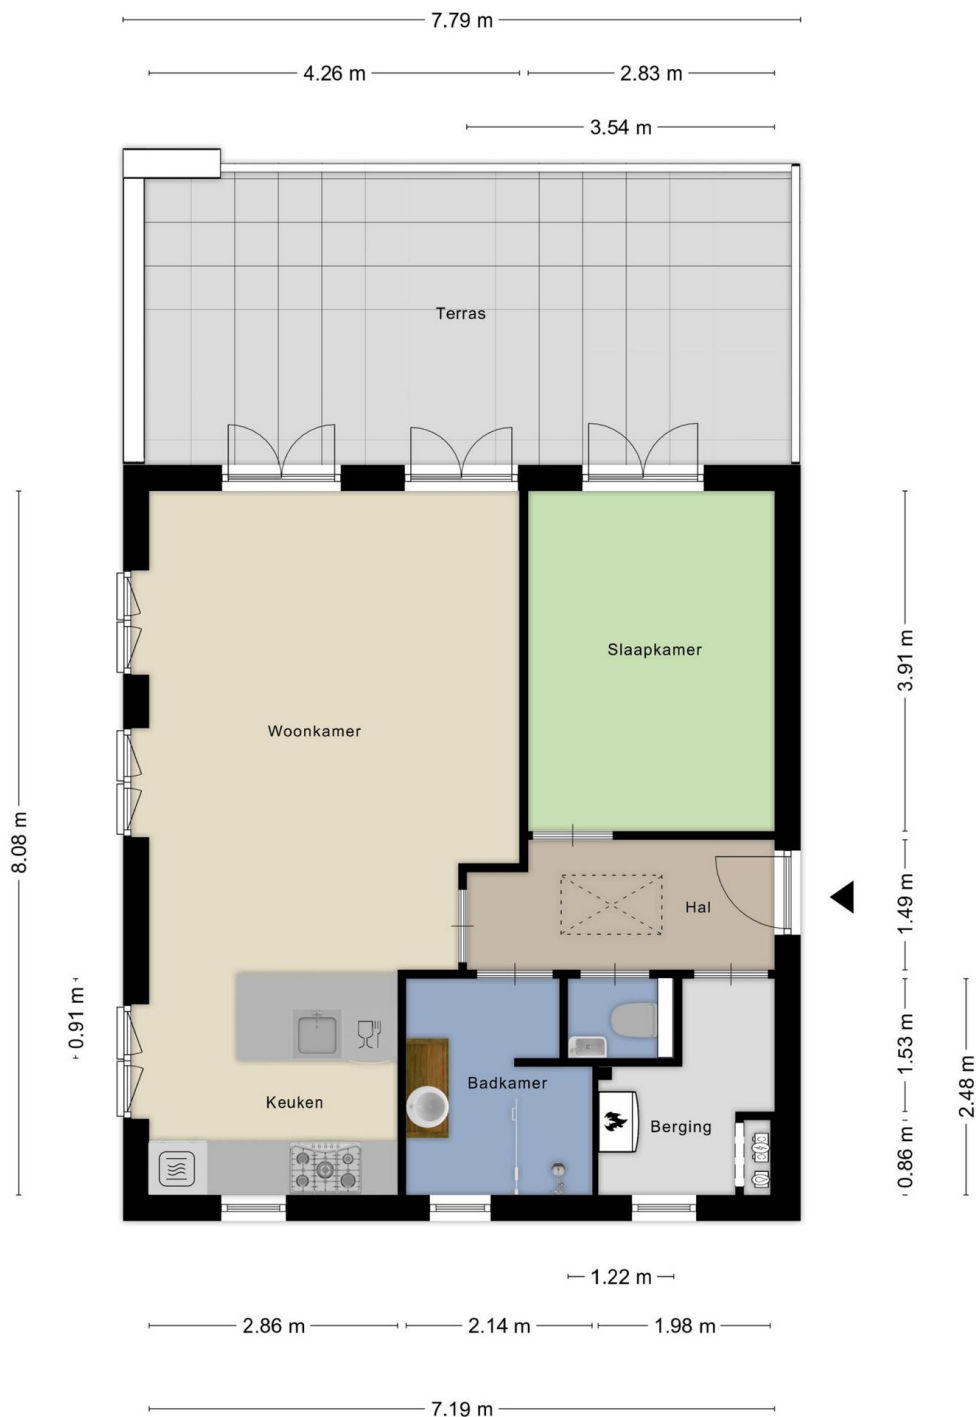 7.79 m
4.26 m
2.83 m
3.54 m
Terras
Slaapkamer
3.91 m
Woonkamer
8.08 m
Hal
1.49 m
0.91 m
1.53 m
Badkamer
2.48 m
Keuken
Berging
0.86 m
1.22 m
2.86 m
2.14 m
1.98 m
7.19 m